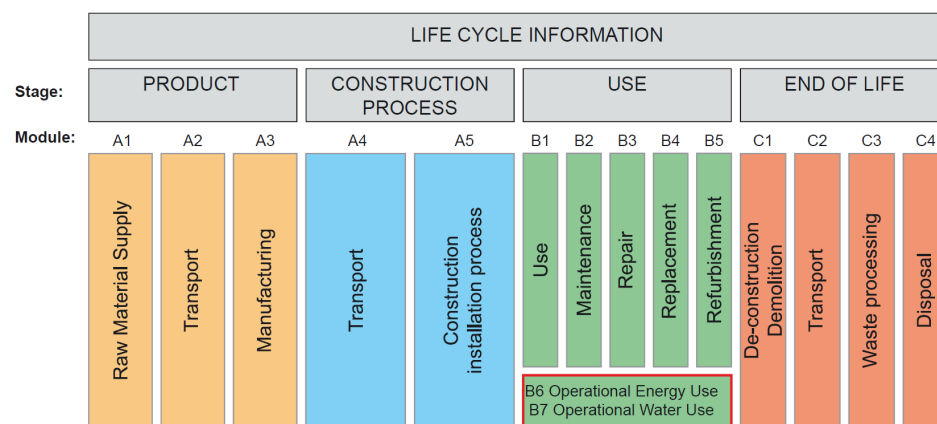 LIFE CYCLE INFORMATION
Stage:
PRODUCT
CONSTRUCTION
PROCESS
USE
END OF LIFE
Module:
A1
A2
A3
A4
A5
B1
B2
B3
B4
B5
C1
C2
C3
C4
Raw Material Supply
Transport
Manufacturing
Transport
Construction
installation process
Use
Maintenance
Repair
Replacement
Refurbishment
De-construction
Demolition
Transport
Waste processing
Disposal
B6 Operational Energy Use
B7 Operational Water Use